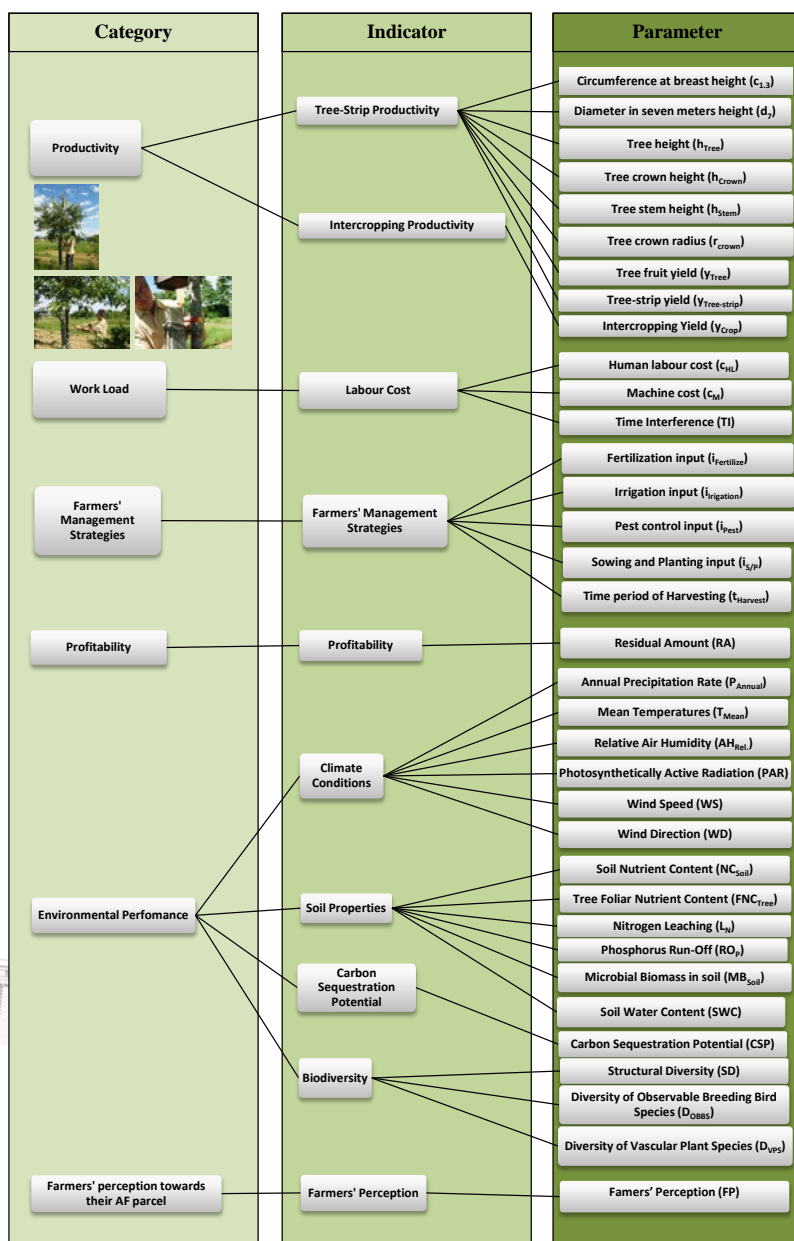 Category
Indicator
Parameter
Productivity
Tree-Strip Productivity
Intercropping Productivity
Circumference at breast height (c1.3)
Diameter in seven meters height (d7)
Tree height (hTree)
Tree crown height (hCrown)
Tree stem height (hStem)
Tree crown radius (rcrown)
Tree fruit yield (yTree)
Tree-strip yield (yTree-strip)
Intercropping Yield (yCrop)
Work Load
Labour Cost
Human labour cost (cHL)
Machine cost (cM)
Time Interference (TI)
Farmers'
Management
Strategies
Farmers' Management
Strategies
Fertilization input (iFertilize)
Irrigation input (iIrigation)
Pest control input (iPest)
Sowing and Planting input (iS/P)
Time period of Harvesting (tHarvest)
Profitability
Profitability
Residual Amount (RA)
Environmental Perfomance
Climate
Conditions
Annual Precipitation Rate (PAnnual)
Mean Temperatures (TMean)
Relative Air Humidity (AHRel.)
Photosynthetically Active Radiation (PAR)
Wind Speed (WS)
Wind Direction (WD)
Soil Properties
Soil Nutrient Content (NCSoil)
Tree Foliar Nutrient Content (FNCTree)
Nitrogen Leaching (LN)
Phosphorus Run-Off (ROP)
Microbial Biomass in soil (MBSoil)
Soil Water Content (SWC)
Carbon
Sequestration
Potential
Carbon Sequestration Potential (CSP)
Biodiversity
Structural Diversity (SD)
Diversity of Observable Breeding Bird
Species (DOBBS)
Diversity of Vascular Plant Species (DVPS)
Farmers' perception towards
their AF parcel
Farmers' Perception
Famers’ Perception (FP)